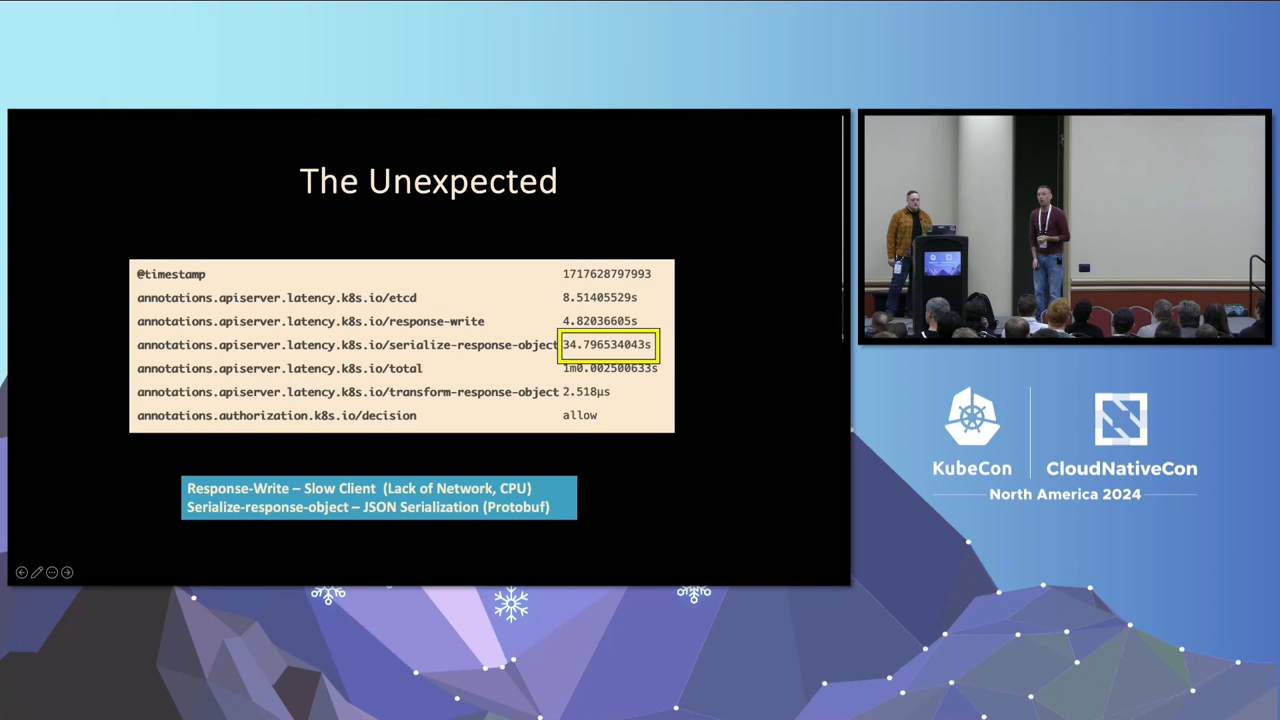 The Unexpected
@timestamp 1717628797993
annotations.apiserver.latency.k8s.io/etcd 8.51405529s
annotations.apiserver.latency.k8s.io/response-write 4.82036605s
annotations.apiserver.latency.k8s.io/serialize-response-object 34.796534043s
annotations.apiserver.latency.k8s.io/total 1m0.002500633s
annotations.apiserver.latency.k8s.io/transform-response-object 2.518µs
annotations.authorization.k8s.io/decision allow
Response-Write – Slow Client (Lack of Network, CPU)
Serialize-response-object – JSON Serialization (Protobuf)
KubeCon
CloudNativeCon
North America 2024